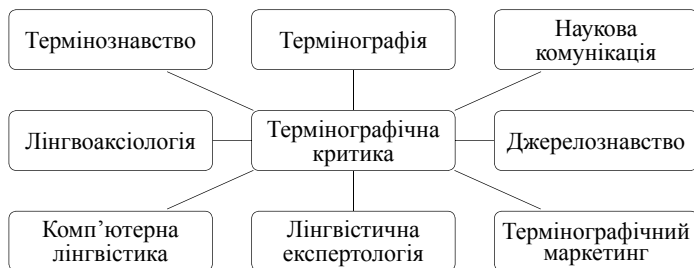 Термінознавство
Термінографія
Наукова
комунікація
Лінгвоаксіологія
Термінографічна
критика
Джерелознавство
Комп’ютерна
лінгвістика
Лінгвістична
експертологія
Термінографічний
маркетинг